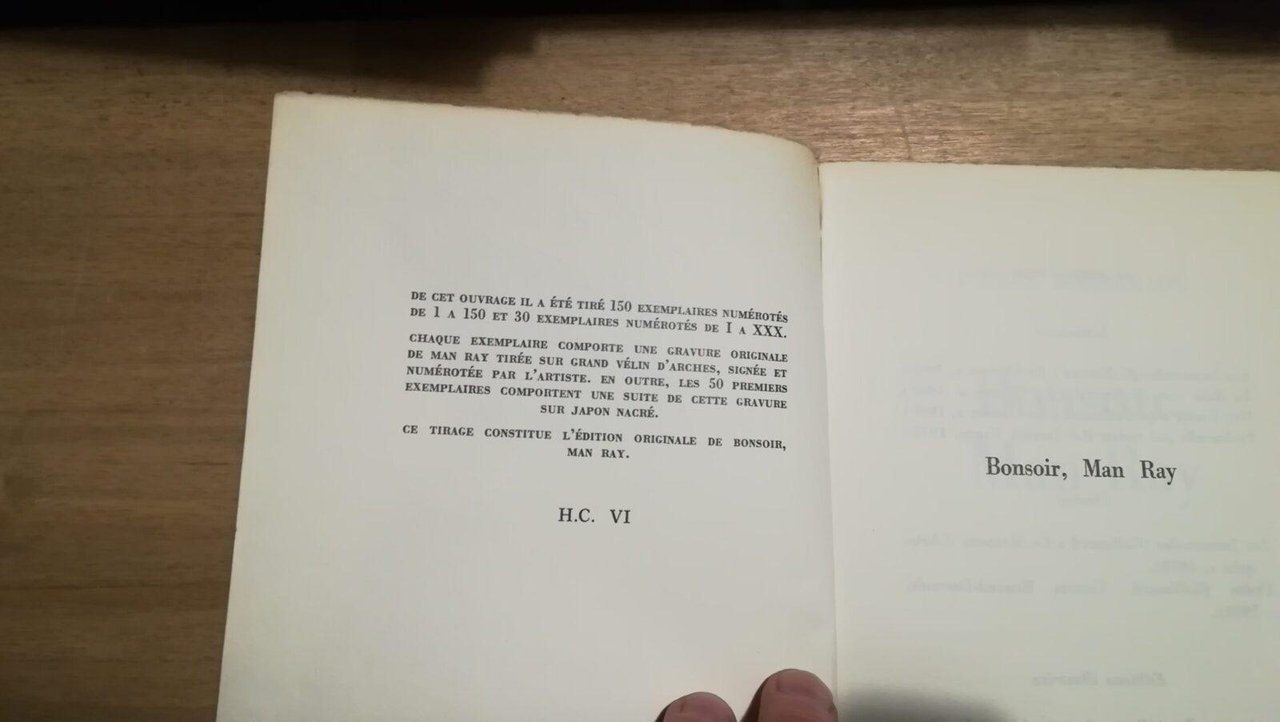 DE CET OUVRAGE IL A ÉTÉ TIRÉ 150 EXEMPLAIRES NUMÉROTÉS
DE 1 A 150 ET 30 EXEMPLAIRES NUMÉROTÉS DE I A XXX.
CHAQUE EXEMPLAIRE COMPORTE UNE GRAVURE ORIGINALE
DE MAN RAY TIRÉE SUR GRAND VÉLIN D'ARCHES, SIGNÉE ET
NUMÉROTÉE PAR L'ARTISTE. EN OUTRE, LES 50 PREMIERS
EXEMPLAIRES COMPORTENT UNE SUITE DE CETTE GRAVURE
SUR JAPON NACRÉ.
CE TIRAGE CONSTITUE L'ÉDITION ORIGINALE DE BONSOIR,
MAN RAY.
H.C. VI
Bonsoir, Man Ray